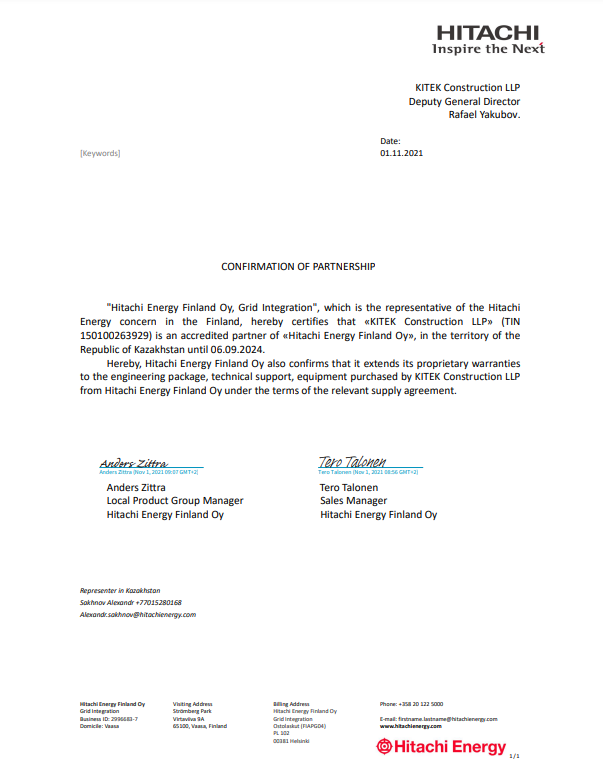 HITACHI
Inspire the Next
KITEK Construction LLP
Deputy General Director
Rafael Yakubov.
Date:
[Keywords]
01.11.2021
CONFIRMATION OF PARTNERSHIP
"Hitachi Energy Finland Oy, Grid Integration", which is the representative of the Hitachi
Energy concern in the Finland, hereby certifies that «KITEK Construction LLP» (TIN
150100263929) is an accredited partner of «Hitachi Energy Finland Oy», in the territory of the
Republic of Kazakhstan until 06.09.2024.
Hereby, Hitachi Energy Finland Oy also confirms that it extends its proprietary warranties
to the engineering package, technical support, equipment purchased by KITEK Construction LLP
from Hitachi Energy Finland Oy under the terms of the relevant supply agreement.
Anders Zittra
Anders Zittra (Nov 1, 2021 09:07 GMT+2)
Anders Zittra
Local Product Group Manager
Hitachi Energy Finland Oy
Tero Talonen
Tero Talonen (Nov 1, 2021 08:56 GMT+2)
Tero Talonen
Sales Manager
Hitachi Energy Finland Oy
Representer in Kazakhstan
Sakhnov Alexandr +77015280168
Alexandr.sakhnov@hitachienergy.com
Hitachi Energy Finland Oy
Grid Integration
Business ID: 2996683-7
Domicile: Vaasa
Visiting Address
Strömberg Park
Virtaviiva 9A
65100, Vaasa, Finland
Billing Address
Hitachi Energy Finland Oy
Grid Integration
Ostolaskut (FIAPG04)
PL 102
00381 Helsinki
Phone: +358 20 122 5000
E-mail: firstname.lastname@hitachienergy.com
www.hitachienergy.com
Hitachi Energy
1/1